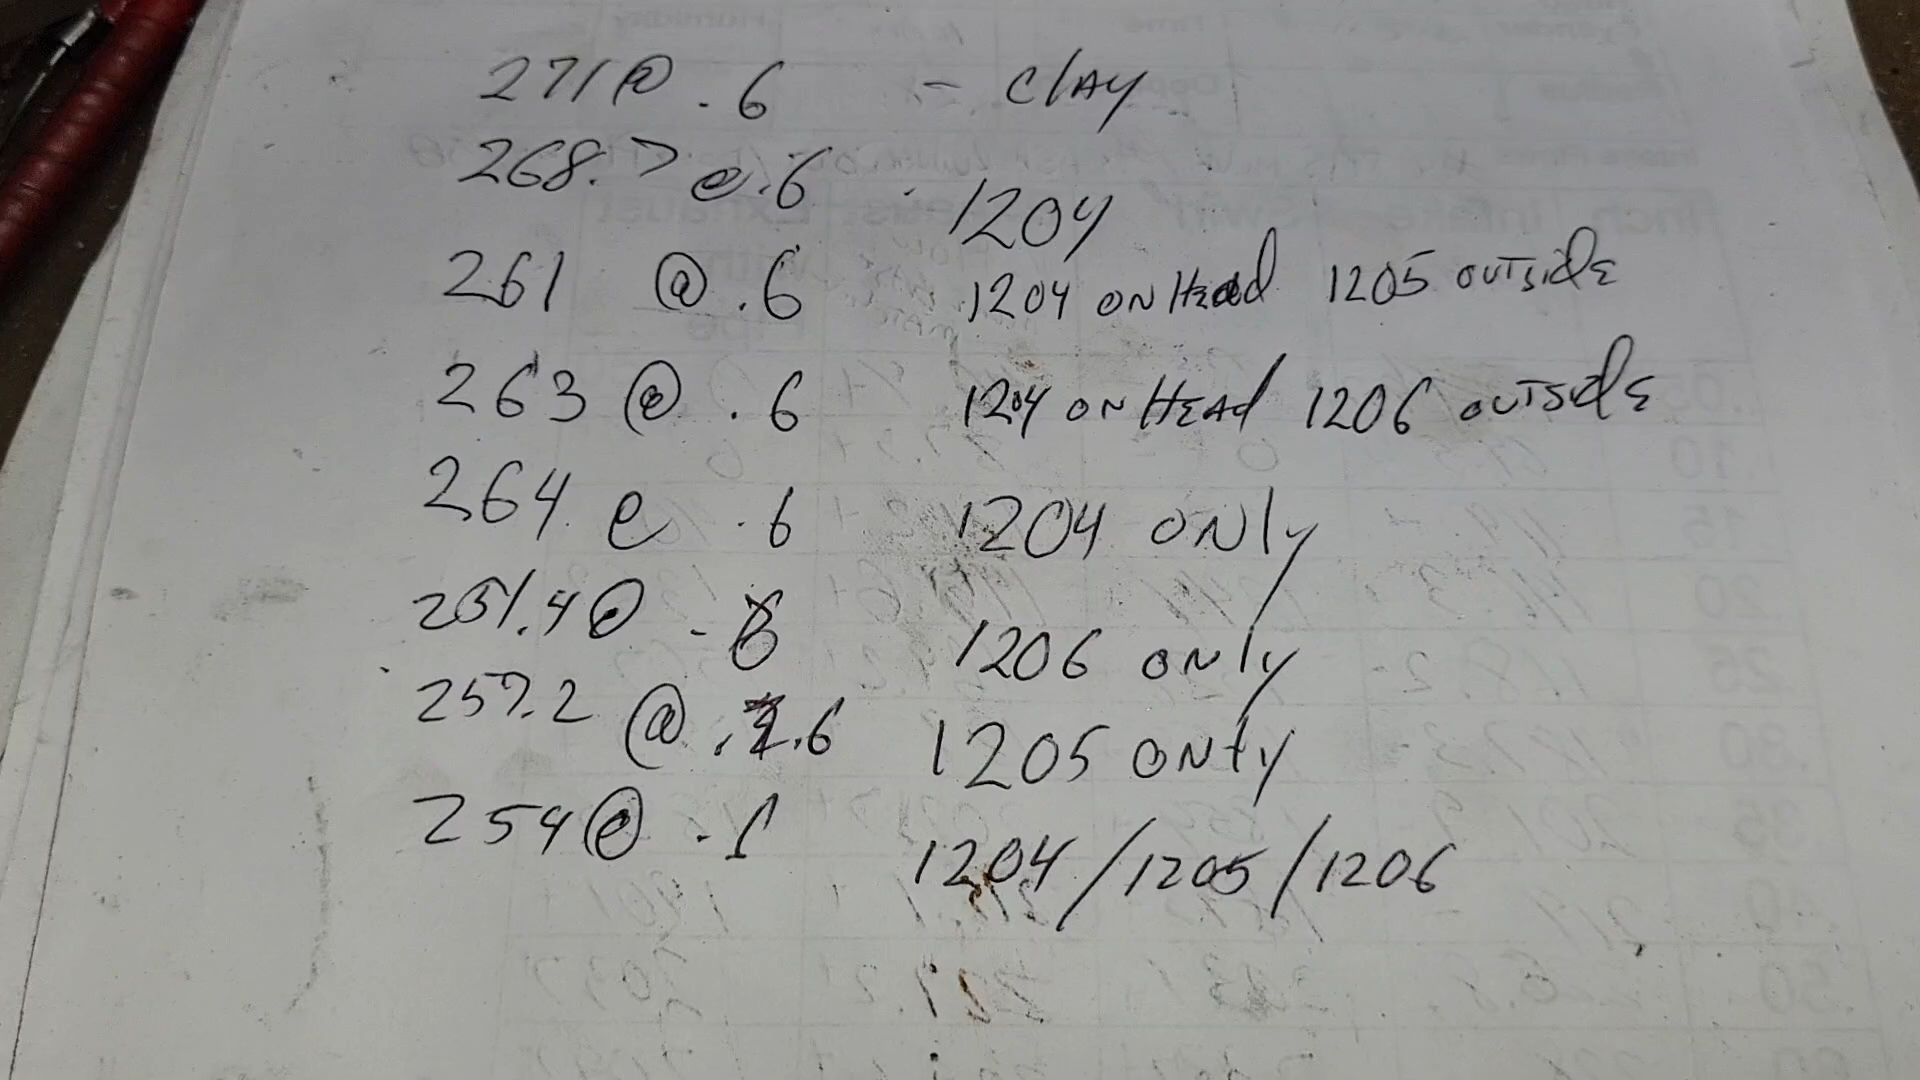 271 @ .6 - CLAY
268.7 @ .6 1204
261 @ .6 1204 ON HEAD 1205 OUTSIDE
263 @ .6 1204 ON HEAD 1206 OUTSIDE
264 @ .6 1204 ONLY
251.4 @ .6 1206 ONLY
257.2 @ .6 1205 ONLY
254 @ . 1204/1205/1206